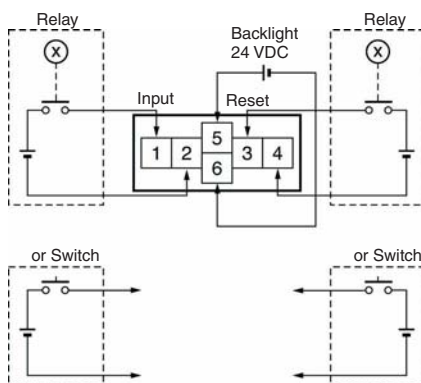 Relay
Relay
Backlight
24 VDC
X
X
Input
Reset
5
1 2 3 4
6
or Switch
or Switch